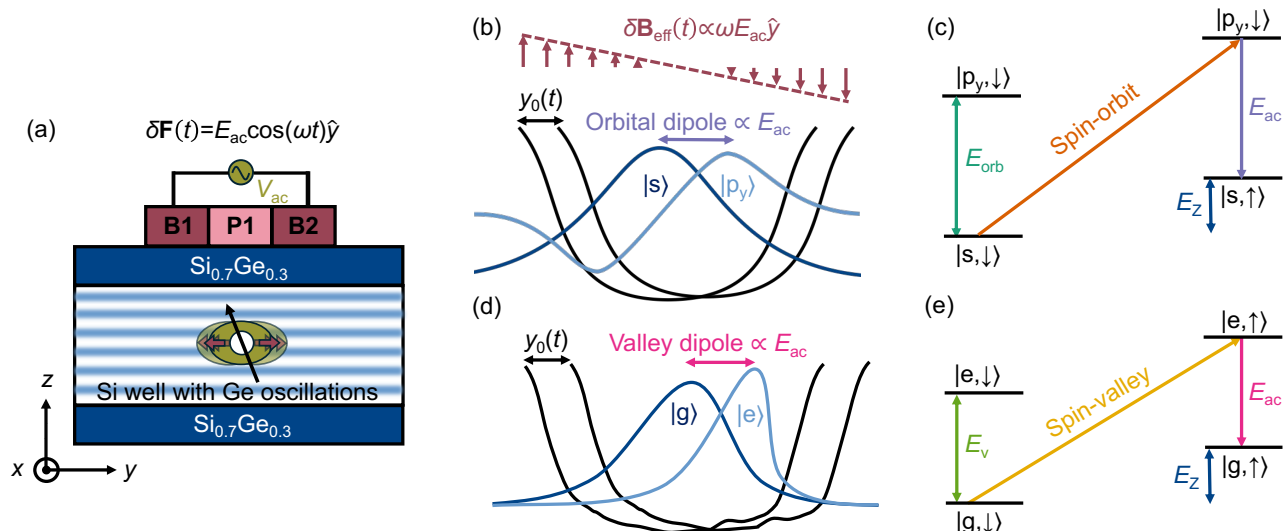 (a)
δF(t)=E_ac cos(ωt)ŷ
V_ac
B1 P1 B2
Si0.7Ge0.3
Si well with Ge oscillations
Si0.7Ge0.3
z
x
y
(b)
δB_eff(t)∝ωE_ac ŷ
y₀(t)
Orbital dipole ∝ E_ac
|s⟩
|p_y⟩
(c)
|p_y,↓⟩
|p_y,↓⟩
E_orb
Spin-orbit
E_ac
|s,↑⟩
E_Z
|s,↓⟩
(d)
y₀(t)
Valley dipole ∝ E_ac
|g⟩
|e⟩
(e)
|e,↑⟩
|e,↓⟩
E_v
Spin-valley
E_ac
|g,↑⟩
E_Z
|g,↓⟩